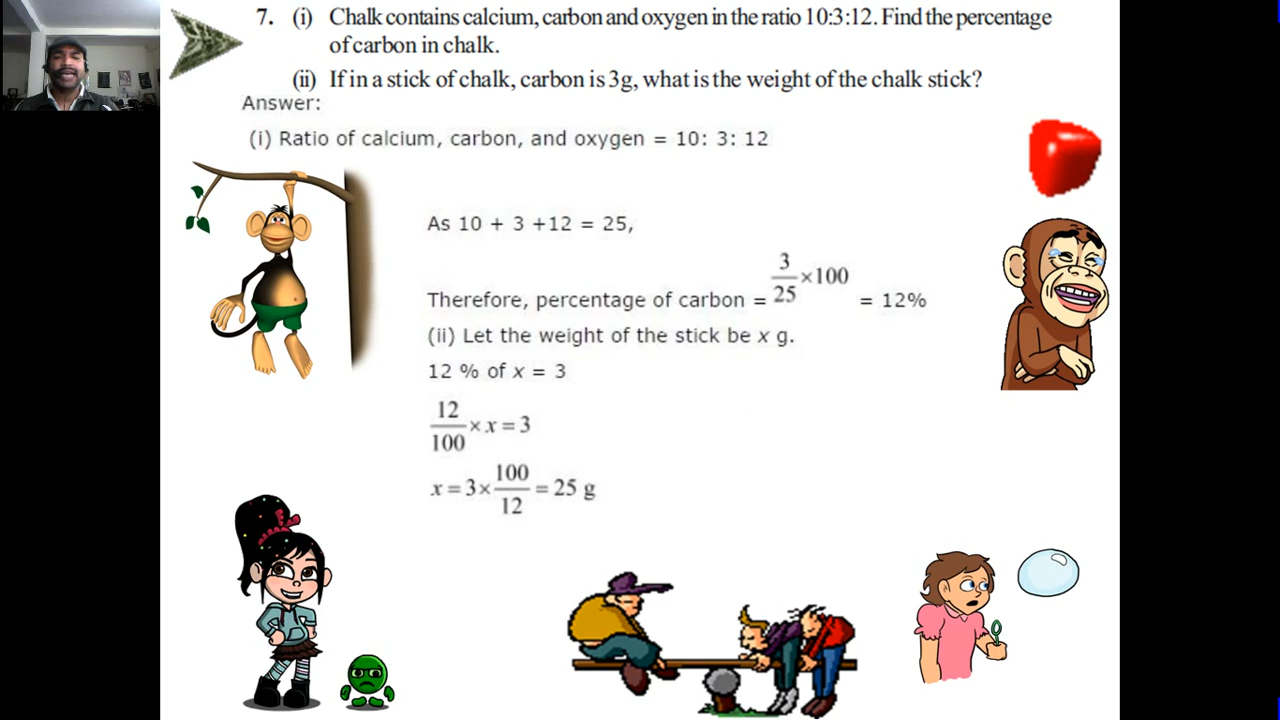 7. (i) Chalk contains calcium, carbon and oxygen in the ratio 10:3:12. Find the percentage
of carbon in chalk.
(ii) If in a stick of chalk, carbon is 3g, what is the weight of the chalk stick?
Answer:
(i) Ratio of calcium, carbon, and oxygen = 10: 3: 12
As 10 + 3 +12 = 25,
Therefore, percentage of carbon = 3/25 ×100 = 12%
(ii) Let the weight of the stick be x g.
12 % of x = 3
12/100 × x = 3
x = 3× 100/12 = 25 g